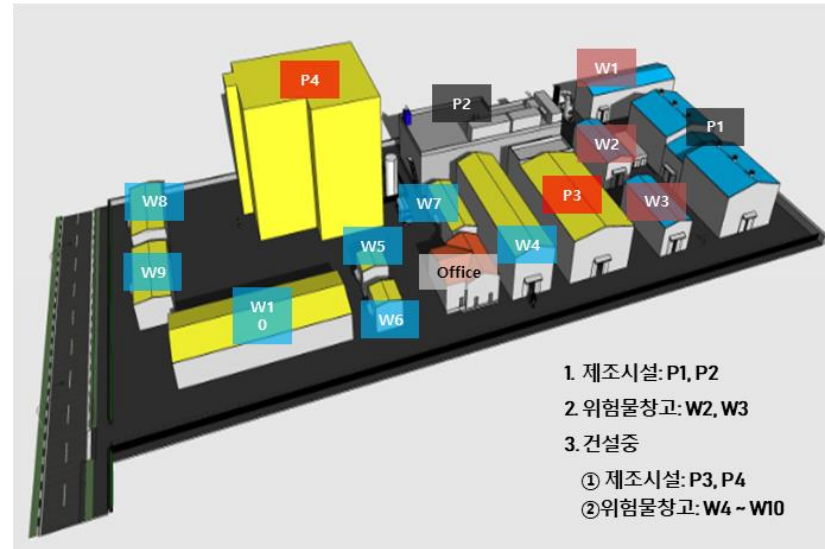 P4
W1
P2
P1
W2
W8
W7
P3
W3
W5
W4
W9
Office
W1
0
W6
1. 제조시설: P1, P2
2. 위험물창고: W2, W3
3. 건설중
① 제조시설: P3, P4
②위험물창고: W4 ~ W10